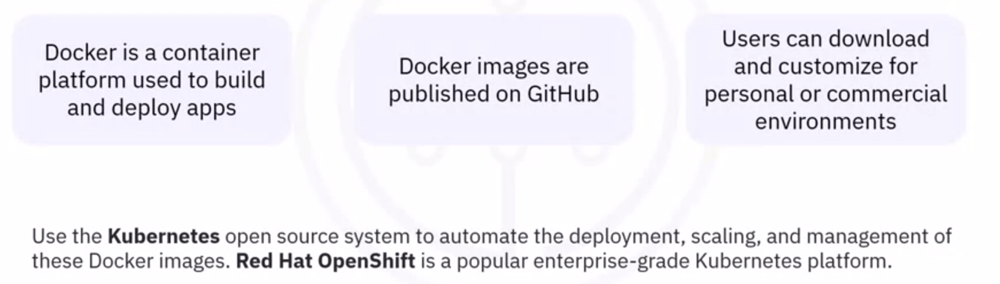 Docker is a container
platform used to build
and deploy apps
Docker images are
published on GitHub
Users can download
and customize for
personal or commercial
environments
Use the Kubernetes open source system to automate the deployment, scaling, and management of
these Docker images. Red Hat OpenShift is a popular enterprise-grade Kubernetes platform.